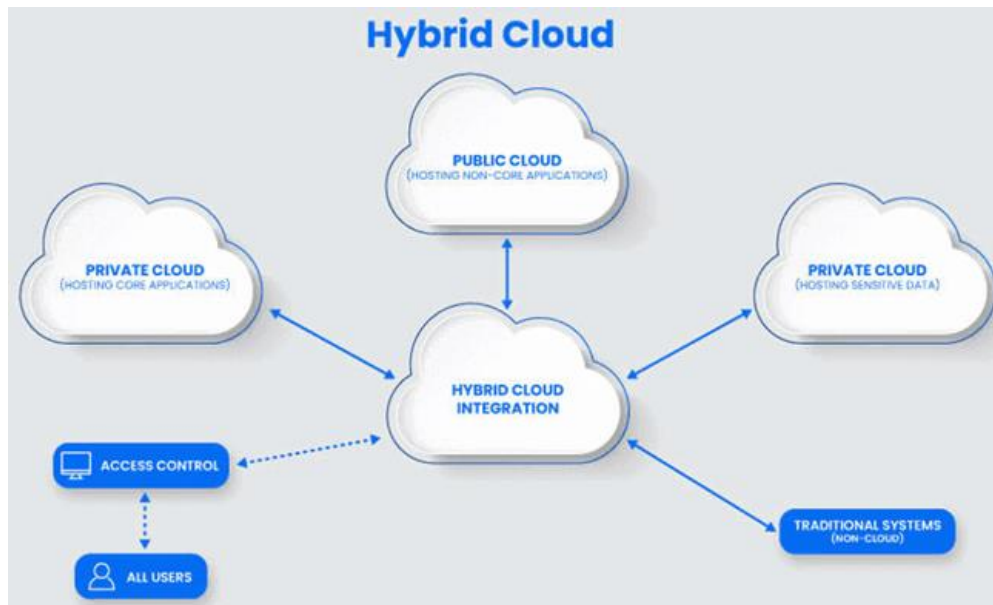 Hybrid Cloud
PUBLIC CLOUD
(HOSTING NON-CORE APPLICATIONS)
PRIVATE CLOUD
(HOSTING CORE APPLICATIONS)
PRIVATE CLOUD
(HOSTING SENSITIVE DATA)
HYBRID CLOUD
INTEGRATION
ACCESS CONTROL
TRADITIONAL SYSTEMS
(NON-CLOUD)
ALL USERS